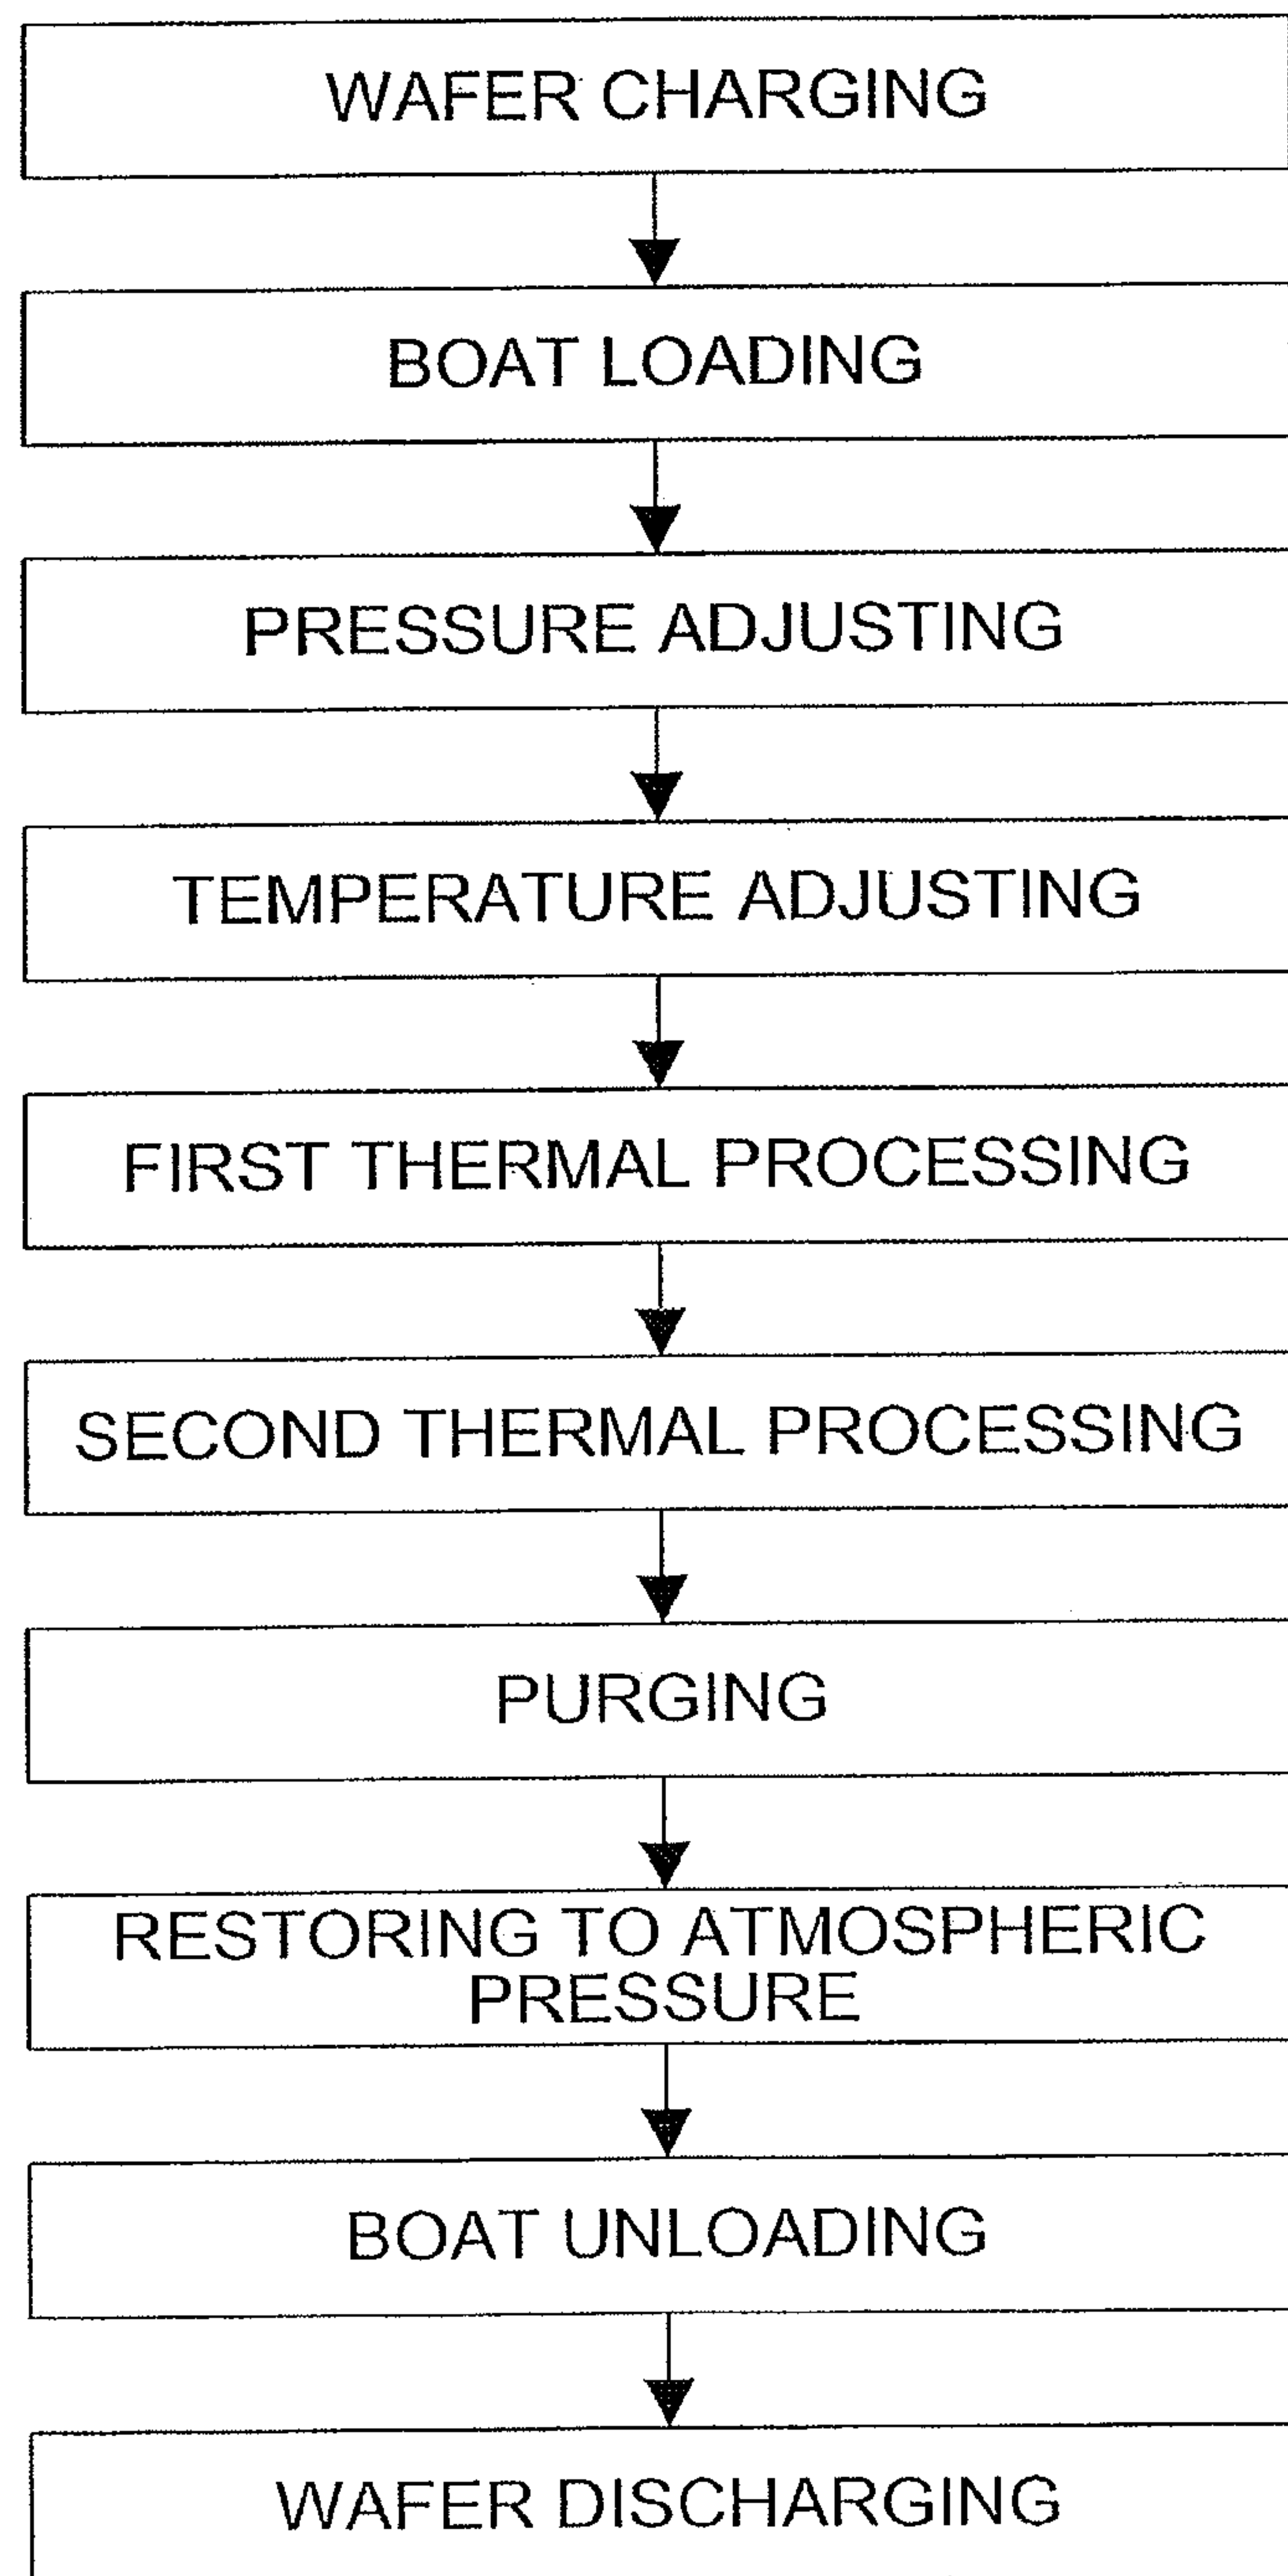 WAFER CHARGING
BOAT LOADING
PRESSURE ADJUSTING
TEMPERATURE ADJUSTING
FIRST THERMAL PROCESSING
SECOND THERMAL PROCESSING
PURGING
RESTORING TO ATMOSPHERIC
PRESSURE
BOAT UNLOADING
WAFER DISCHARGING